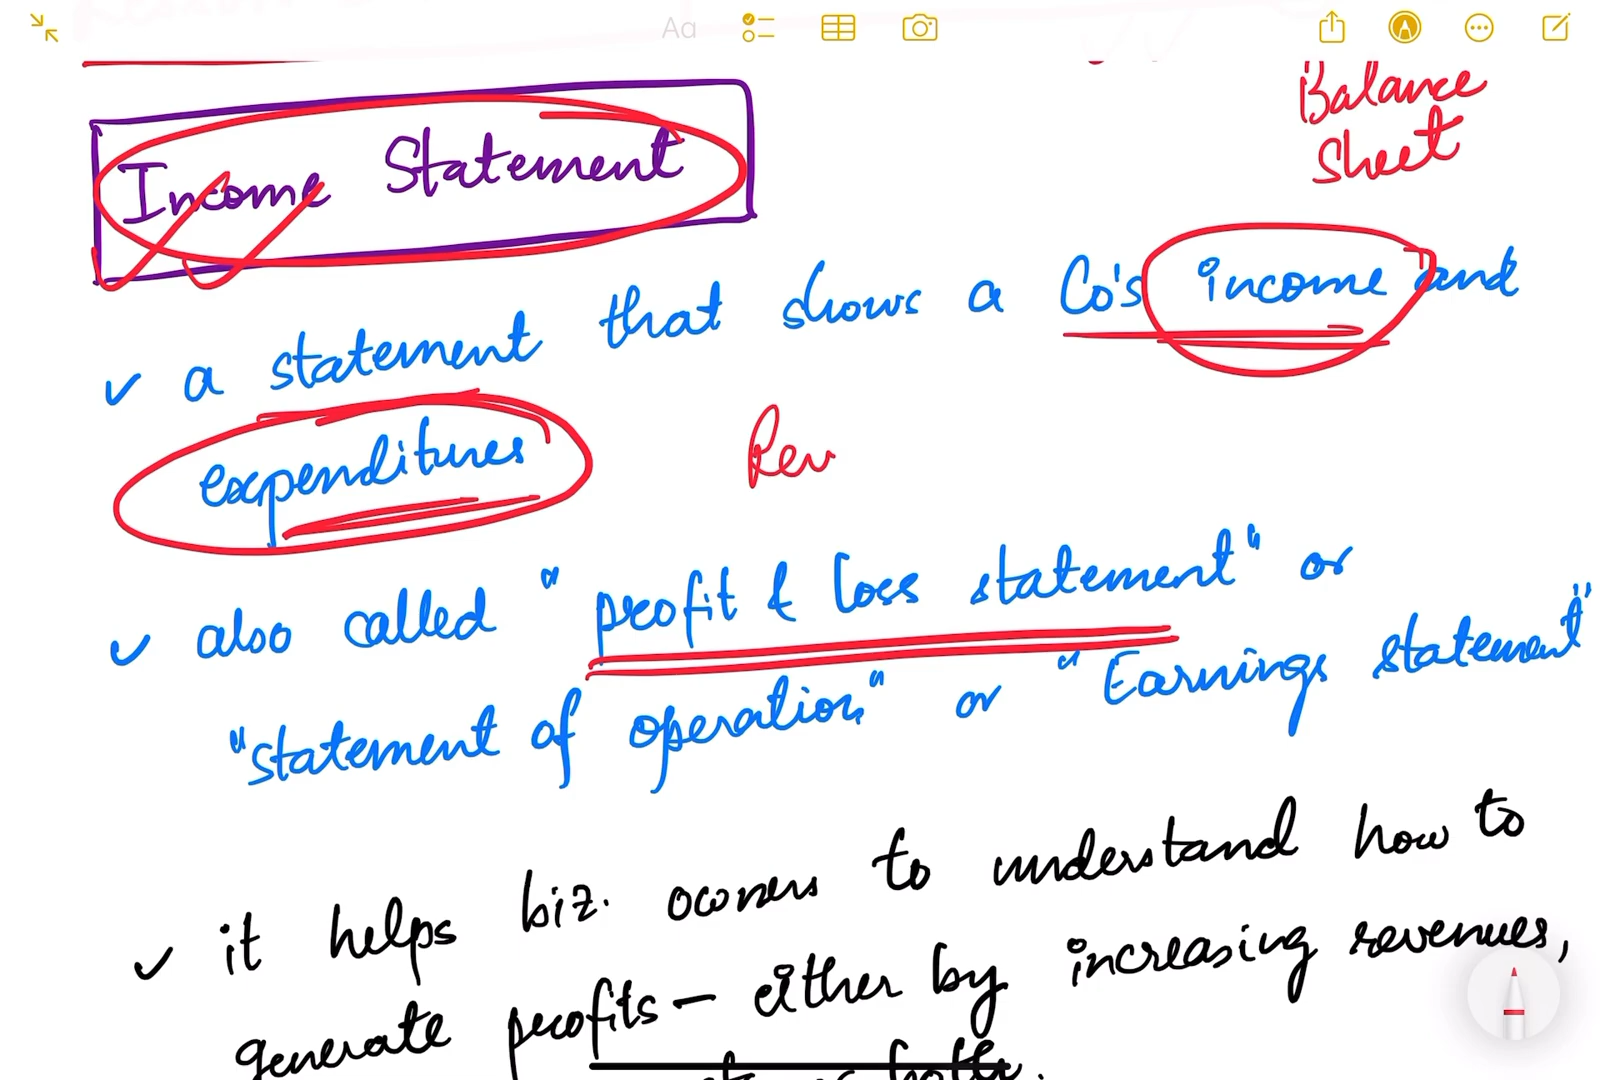 Aa
Balance
Sheet
Income Statement
a statement that shows a Co's income and
expenditures
Rev
also called "profit & loss statement" or
"statement of operation" or "Earnings statement"
it helps biz. owners to understand how to
generate profits – either by increasing revenues,
both.